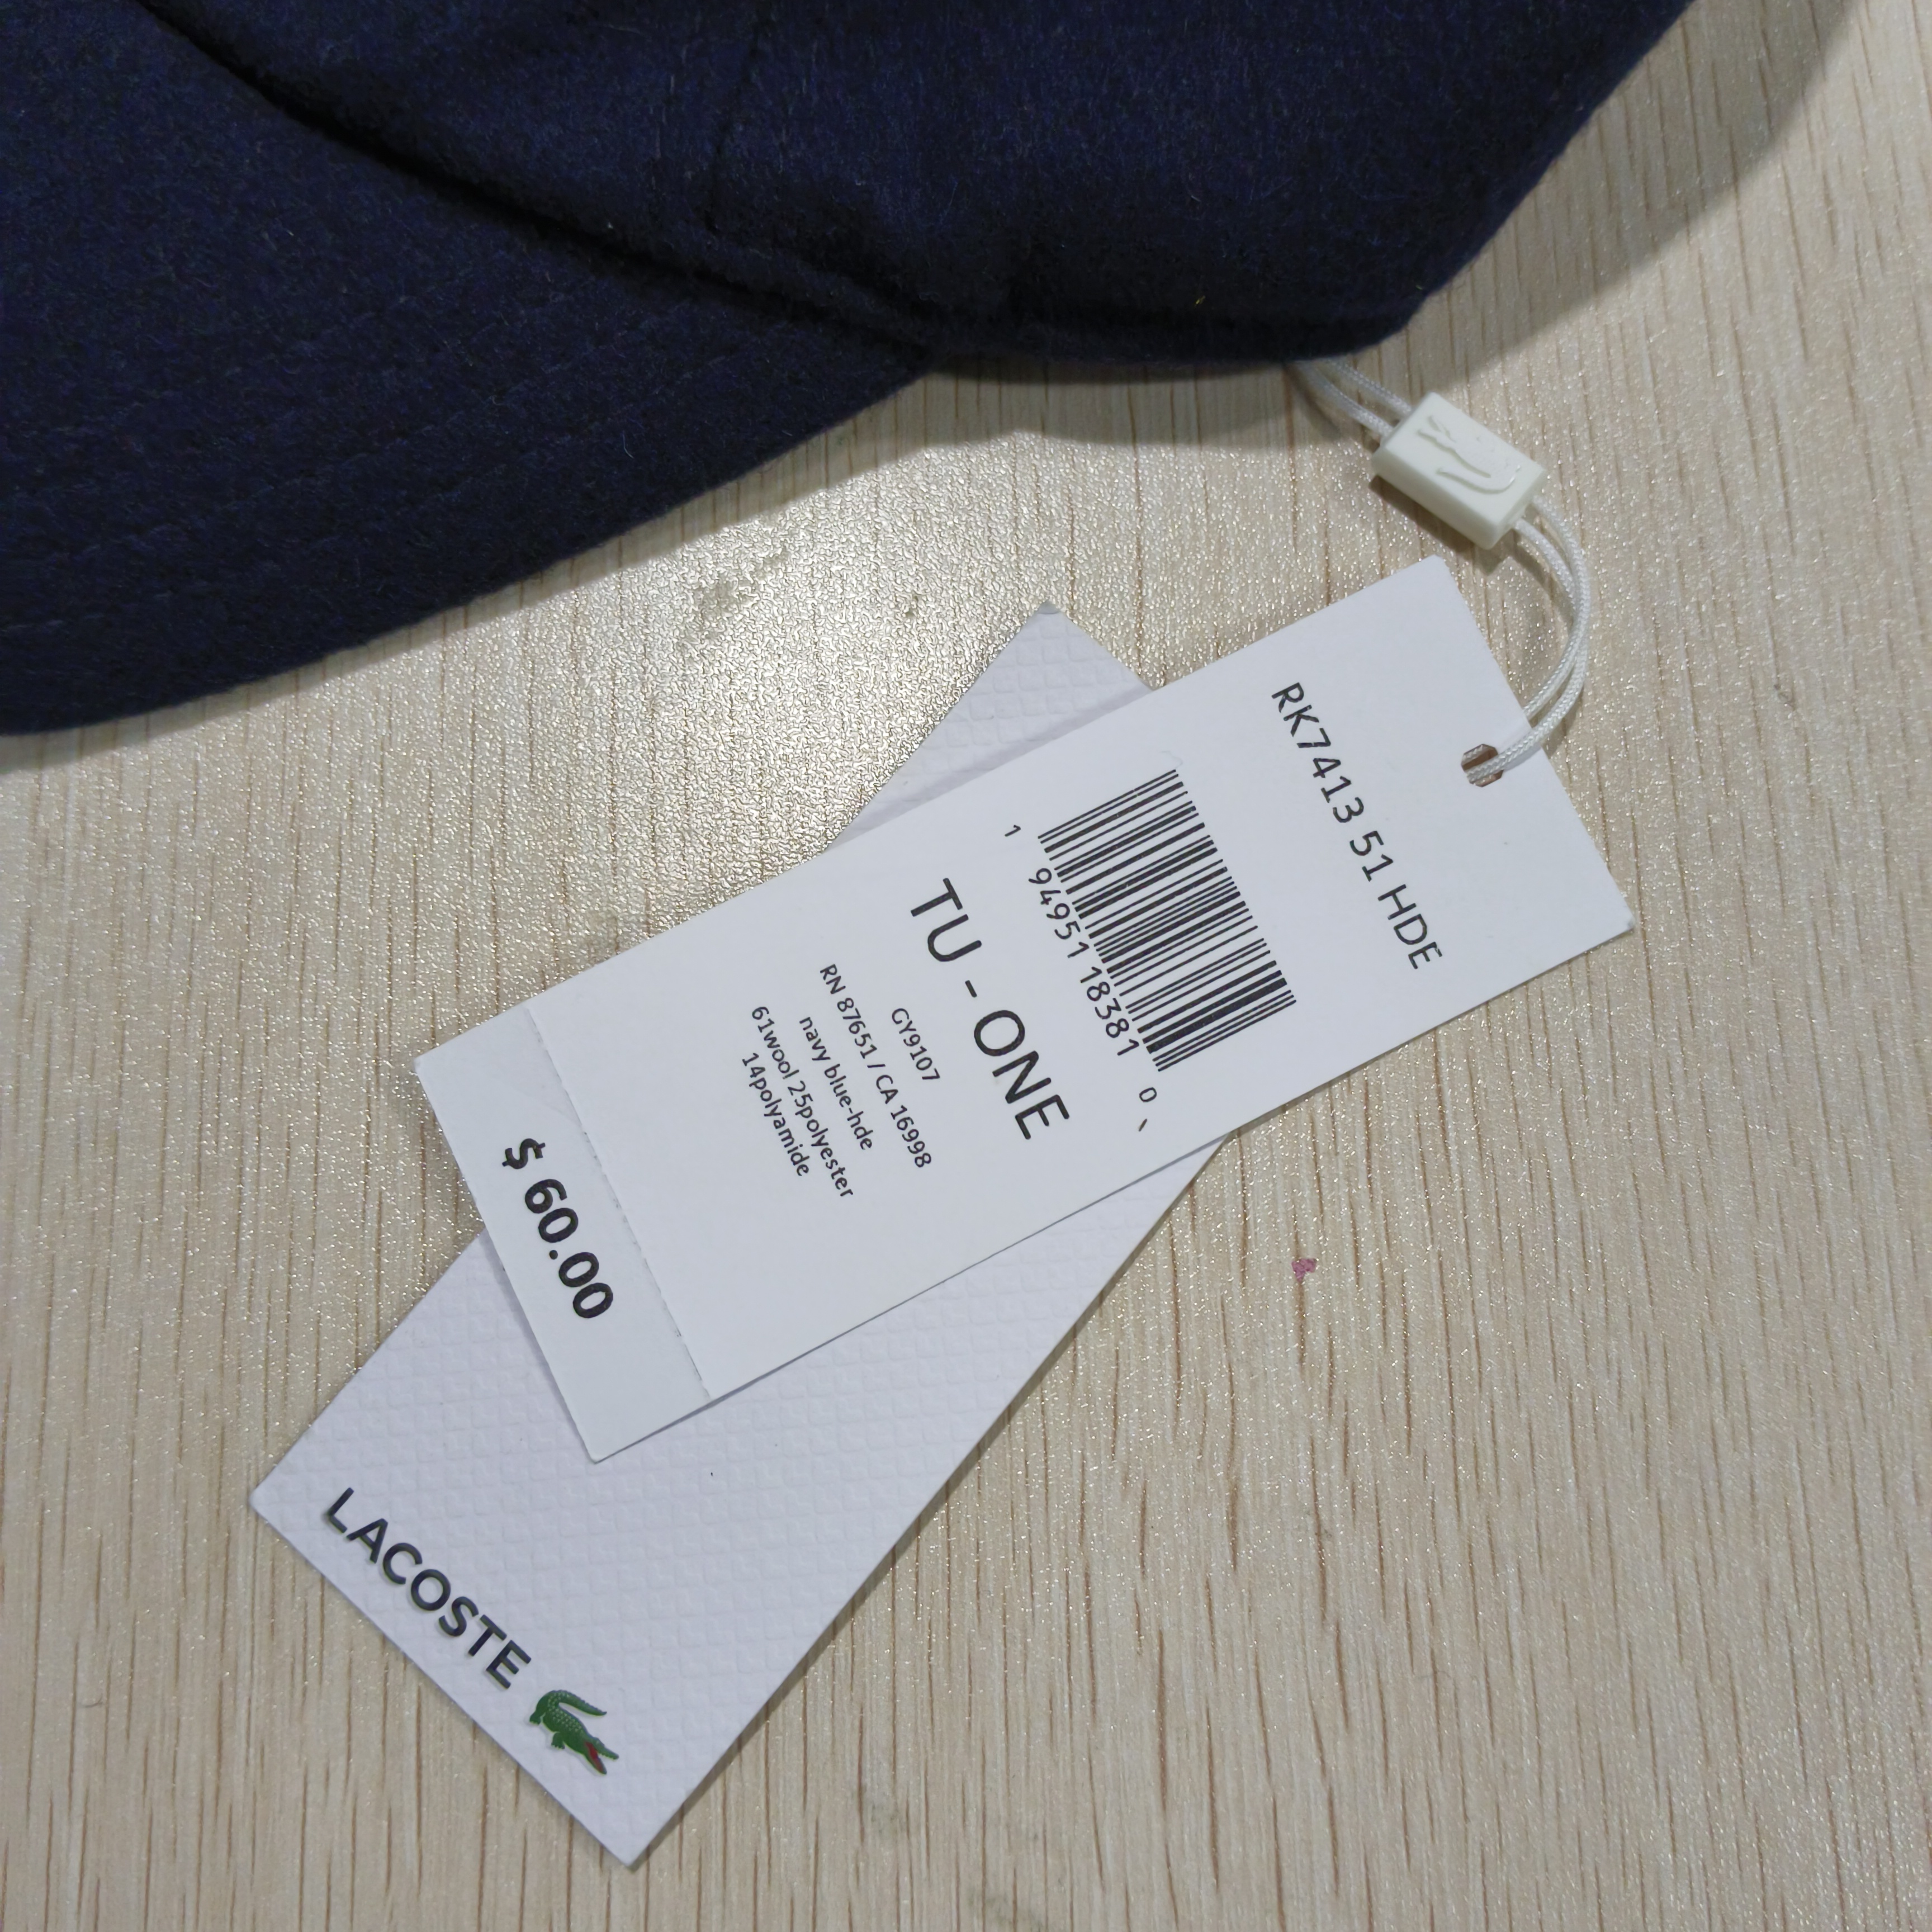 RK7413 51 HDE
1 94951 18381 0
TU - ONE
GY9107
RN 87651 / CA 16998
navy blue-hde
61wool 25polyester
14polyamide
$ 60.00
LACOSTE